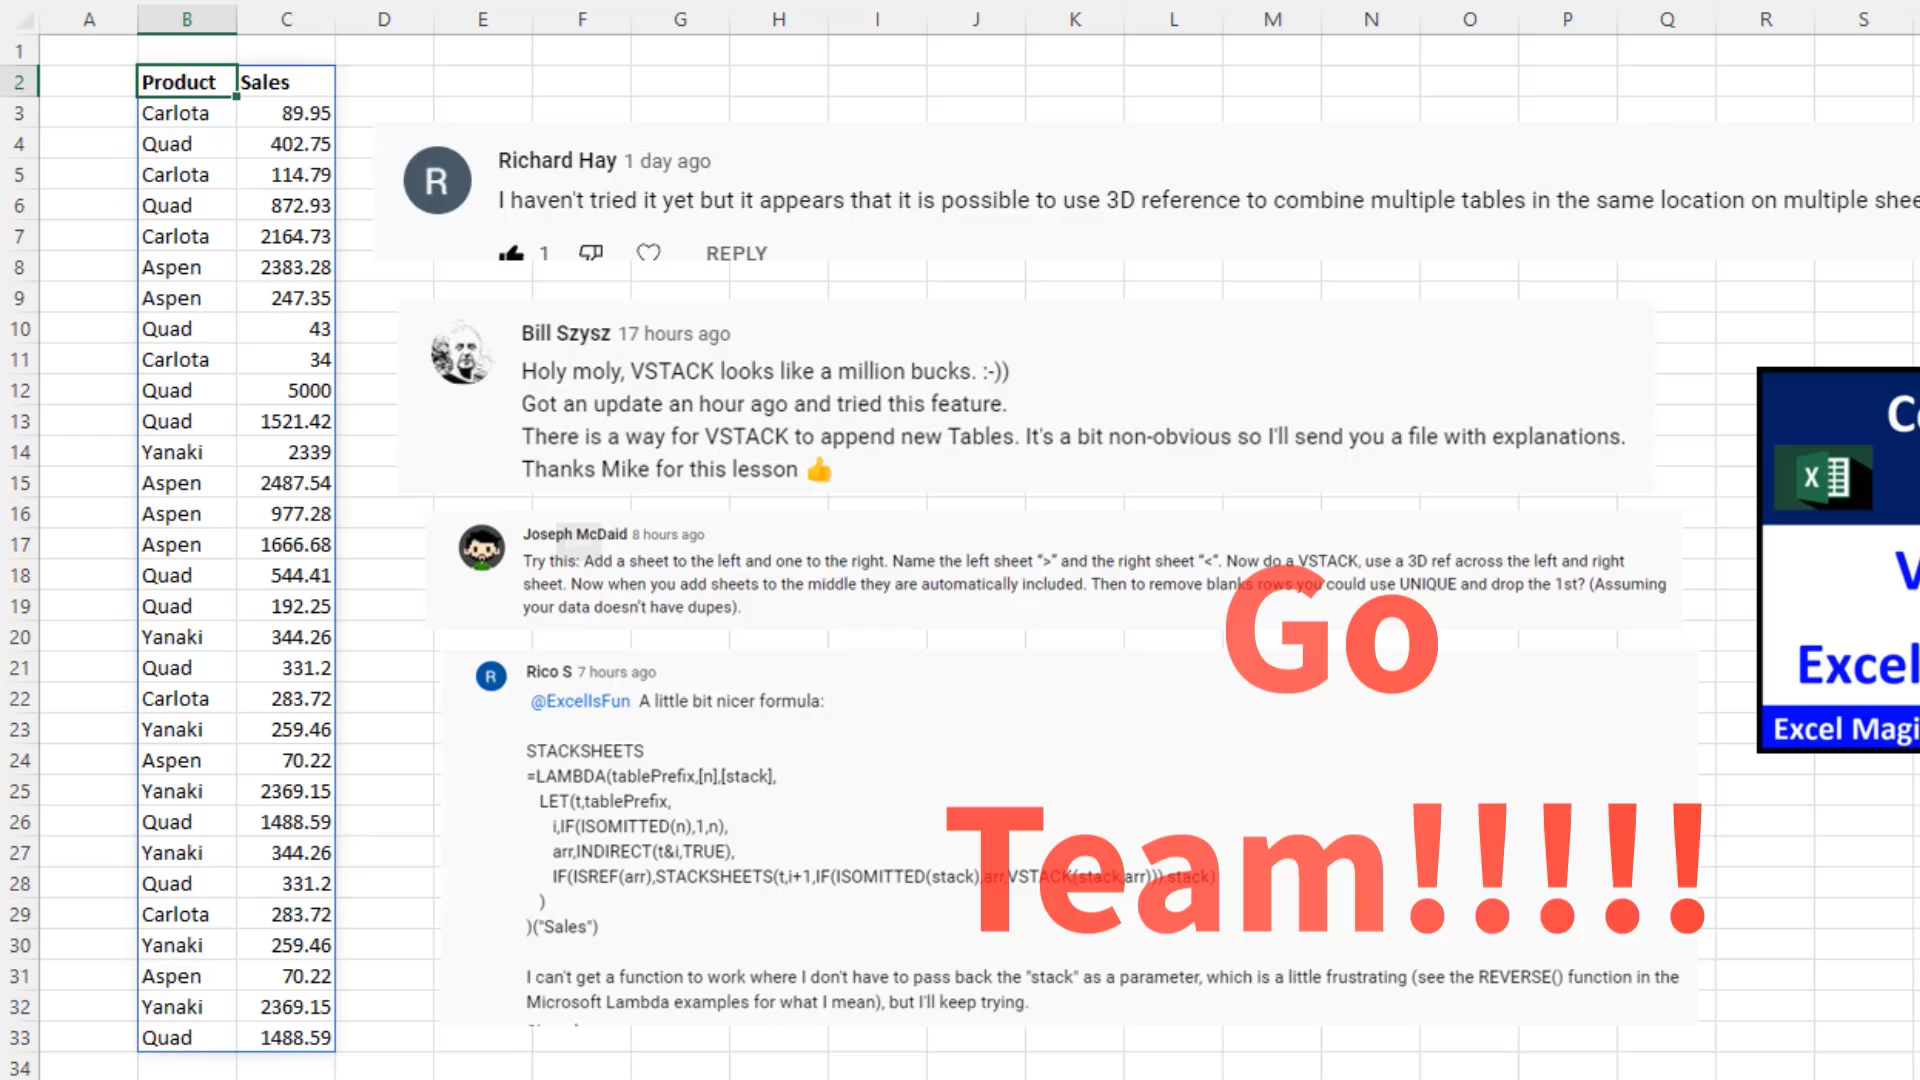 A B C D E F G H I J K L M N O P Q R S
1
2 Product Sales
3 Carlota 89.95
4 Quad 402.75
5 Carlota 114.79
6 Quad 872.93
7 Carlota 2164.73
8 Aspen 2383.28
9 Aspen 247.35
10 Quad 43
11 Carlota 34
12 Quad 5000
13 Quad 1521.42
14 Yanaki 2339
15 Aspen 2487.54
16 Aspen 977.28
17 Aspen 1666.68
18 Quad 544.41
19 Quad 192.25
20 Yanaki 344.26
21 Quad 331.2
22 Carlota 283.72
23 Yanaki 259.46
24 Aspen 70.22
25 Yanaki 2369.15
26 Quad 1488.59
27 Yanaki 344.26
28 Quad 331.2
29 Carlota 283.72
30 Yanaki 259.46
31 Aspen 70.22
32 Yanaki 2369.15
33 Quad 1488.59
34
R
Richard Hay 1 day ago
I haven't tried it yet but it appears that it is possible to use 3D reference to combine multiple tables in the same location on multiple shee
1 REPLY
Bill Szysz 17 hours ago
Holy moly, VSTACK looks like a million bucks. :-))
Got an update an hour ago and tried this feature.
There is a way for VSTACK to append new Tables. It's a bit non-obvious so I'll send you a file with explanations.
Thanks Mike for this lesson 👍
Joseph McDaid 8 hours ago
Try this: Add a sheet to the left and one to the right. Name the left sheet “>” and the right sheet “<”. Now do a VSTACK, use a 3D ref across the left and right
sheet. Now when you add sheets to the middle they are automatically included. Then to remove blanks rows you could use UNIQUE and drop the 1st? (Assuming
your data doesn't have dupes).
R
Rico S 7 hours ago
@ExcelIsFun A little bit nicer formula:
STACKSHEETS
=LAMBDA(tablePrefix,[n],[stack],
LET(t,tablePrefix,
i,IF(ISOMITTED(n),1,n),
arr,INDIRECT(t&i,TRUE),
IF(ISREF(arr),STACKSHEETS(t,i+1,IF(ISOMITTED(stack),arr,VSTACK(stack,arr))),stack)
)
)("Sales")
I can't get a function to work where I don't have to pass back the "stack" as a parameter, which is a little frustrating (see the REVERSE() function in the
Microsoft Lambda examples for what I mean), but I'll keep trying.
Go
Team!!!!!
X
Excel
Excel Magi